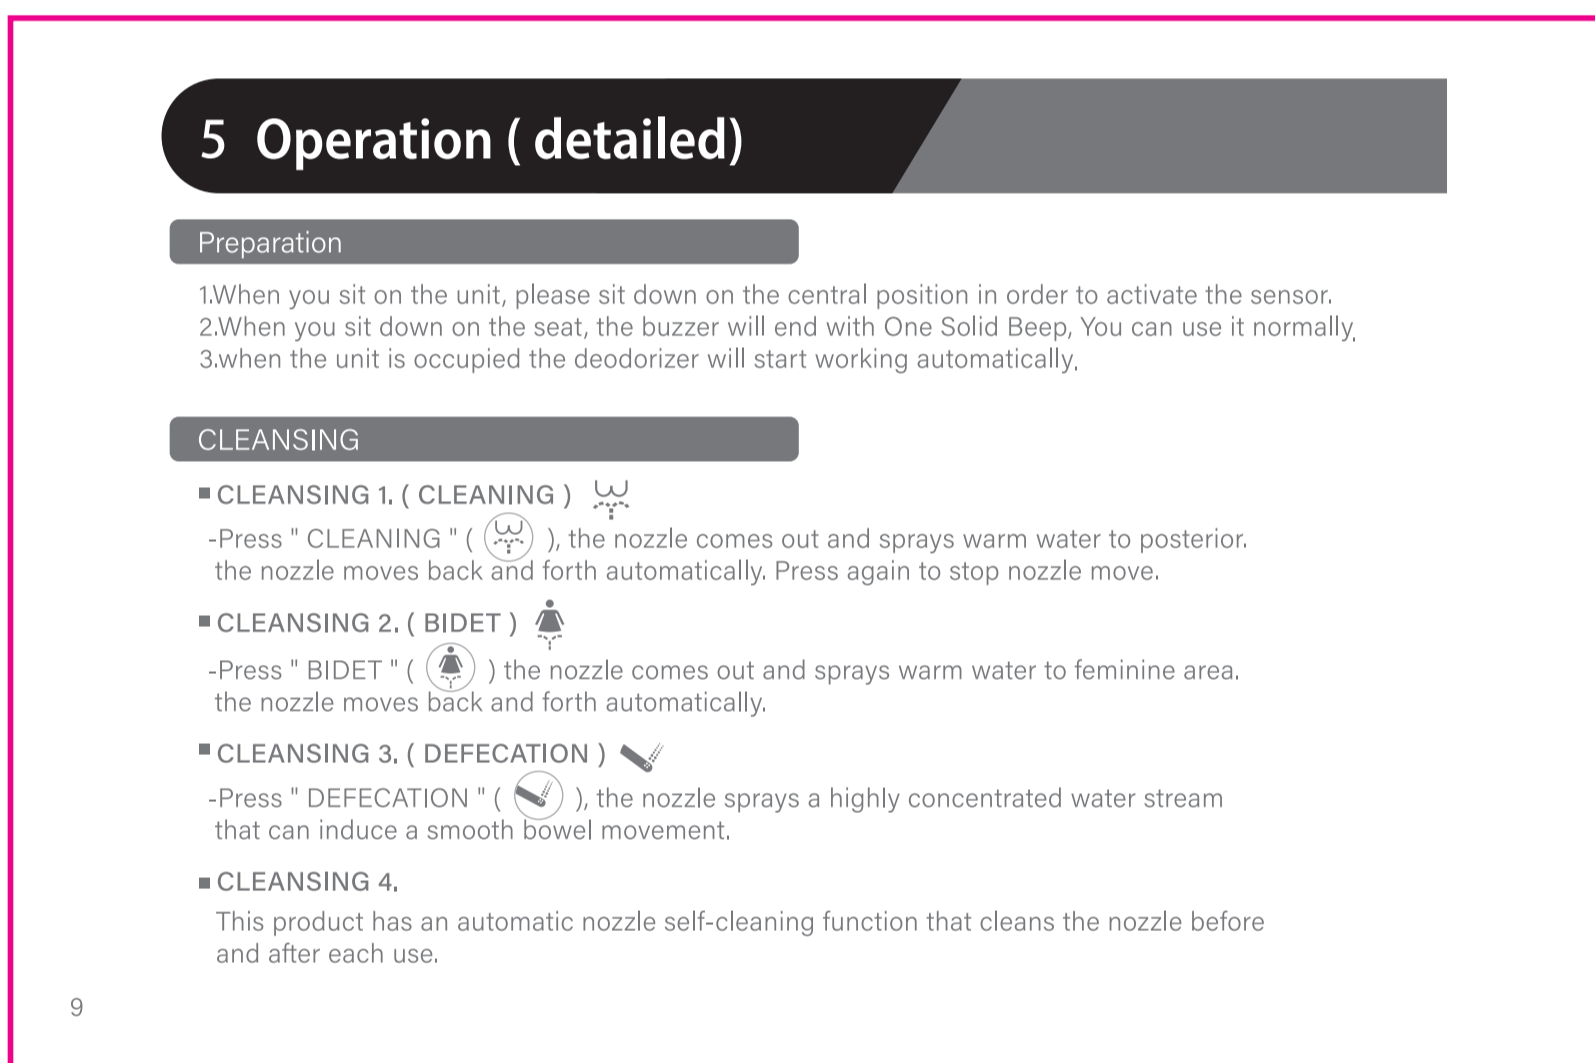 5 Operation ( detailed)
Preparation
1.When you sit on the unit, please sit down on the central position in order to activate the sensor.
2.When you sit down on the seat, the buzzer will end with One Solid Beep, You can use it normally.
3.when the unit is occupied the deodorizer will start working automatically.
CLEANSING
■ CLEANSING 1. ( CLEANING )
-Press " CLEANING " ( ), the nozzle comes out and sprays warm water to posterior.
the nozzle moves back and forth automatically. Press again to stop nozzle move.
■ CLEANSING 2. ( BIDET )
-Press " BIDET " ( ) the nozzle comes out and sprays warm water to feminine area.
the nozzle moves back and forth automatically.
■ CLEANSING 3. ( DEFECATION )
-Press " DEFECATION " ( ), the nozzle sprays a highly concentrated water stream
that can induce a smooth bowel movement.
■ CLEANSING 4.
This product has an automatic nozzle self-cleaning function that cleans the nozzle before
and after each use.
9